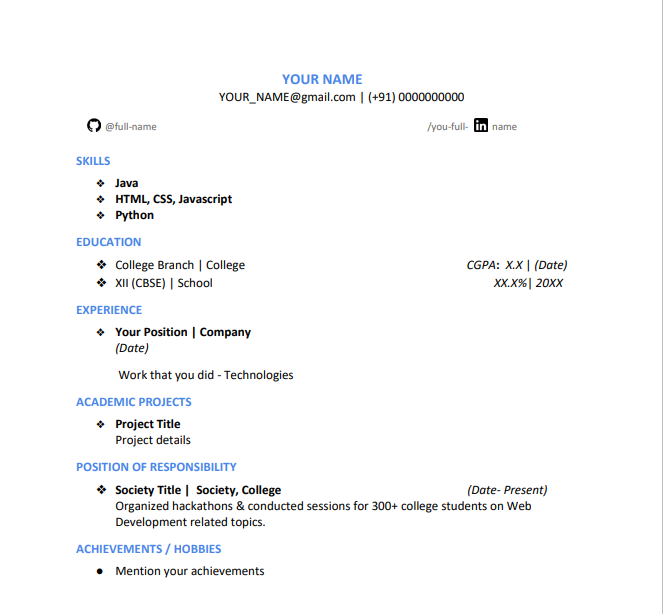 YOUR NAME
YOUR_NAME@gmail.com | (+91) 0000000000
@full-name /you-full- in name
SKILLS
❖ Java
❖ HTML, CSS, Javascript
❖ Python
EDUCATION
❖ College Branch | College CGPA: X.X | (Date)
❖ XII (CBSE) | School XX.X%| 20XX
EXPERIENCE
❖ Your Position | Company
(Date)
Work that you did - Technologies
ACADEMIC PROJECTS
❖ Project Title
Project details
POSITION OF RESPONSIBILITY
❖ Society Title | Society, College (Date- Present)
Organized hackathons & conducted sessions for 300+ college students on Web
Development related topics.
ACHIEVEMENTS / HOBBIES
● Mention your achievements